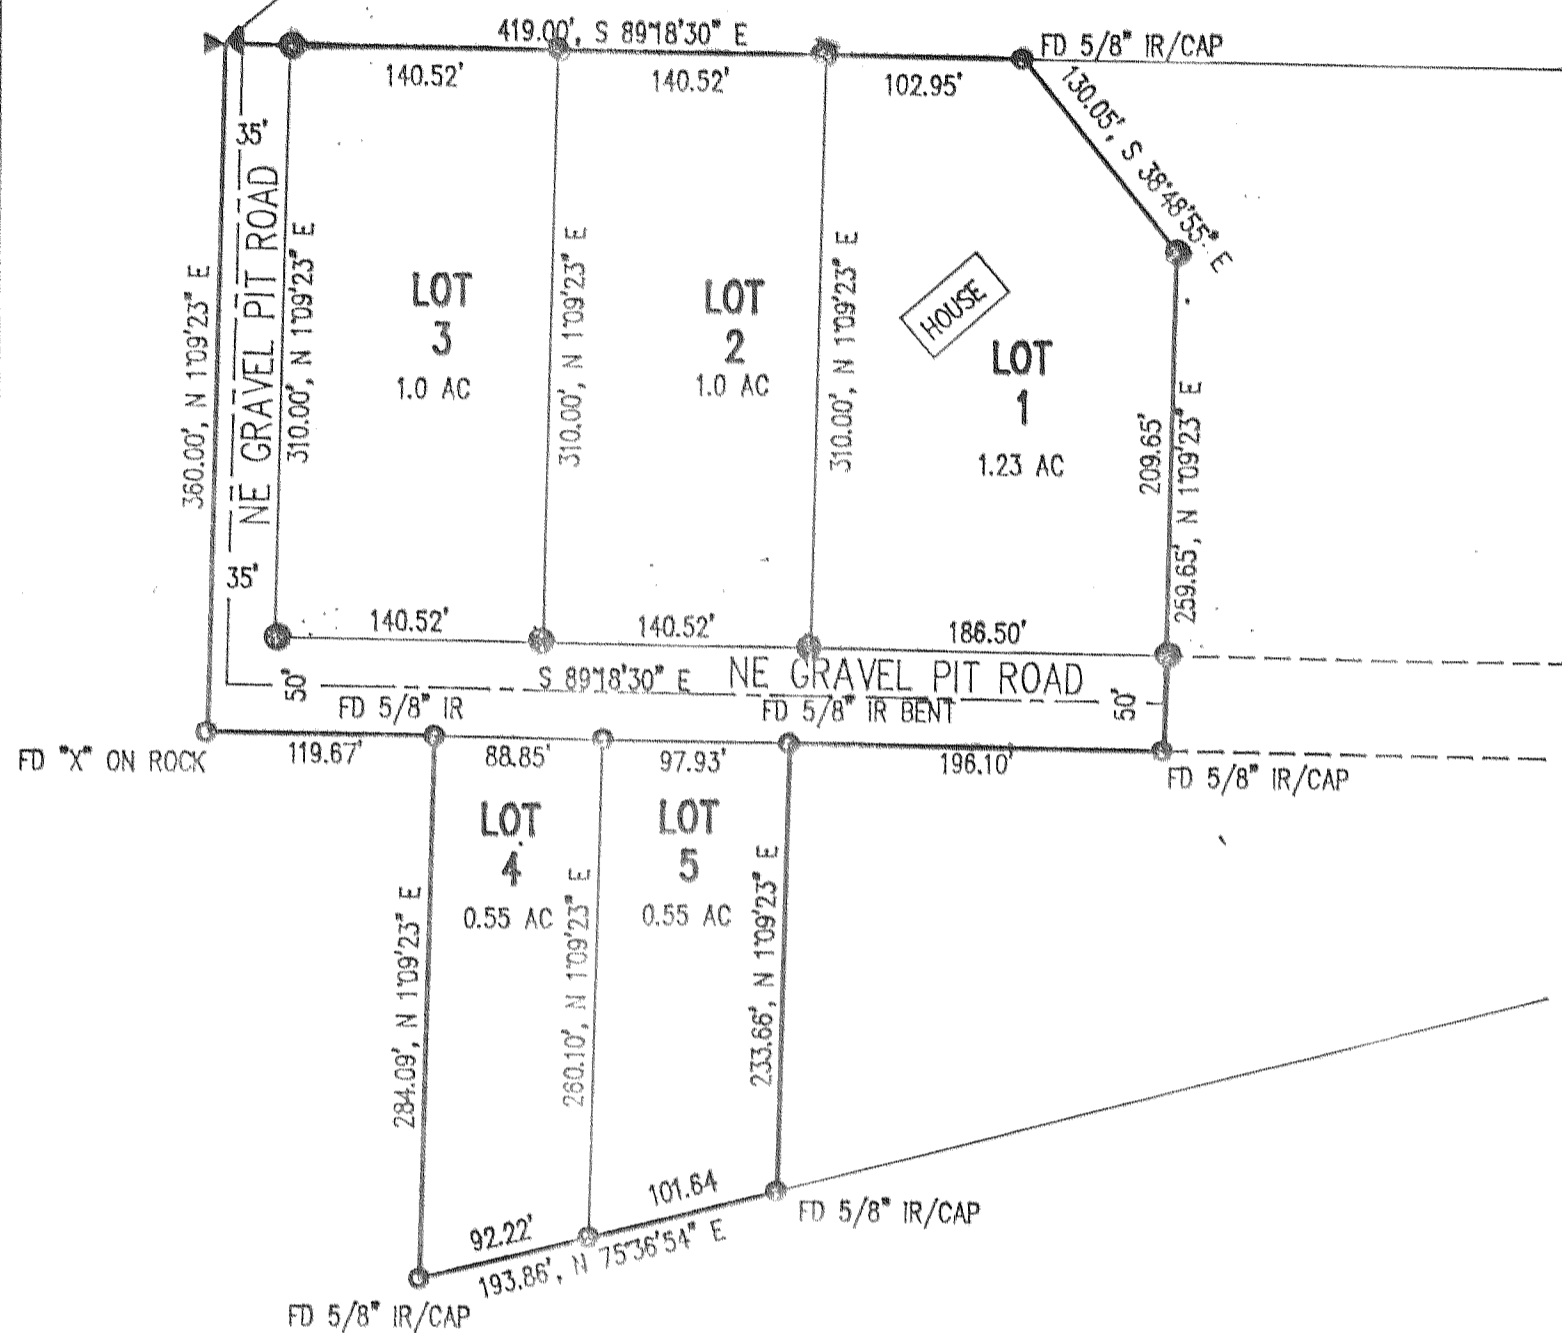 419.00', S 89°18'30" E
FD 5/8" IR/CAP
140.52'
140.52'
102.95'
130.05', S 38°48'55" E
35'
NE GRAVEL PIT ROAD
360.00', N 1°09'23" E
310.00', N 1°09'23" E
LOT
3
1.0 AC
310.00', N 1°09'23" E
LOT
2
1.0 AC
310.00', N 1°09'23" E
HOUSE
LOT
1
1.23 AC
209.65'
259.65', N 1°09'23" E
35'
140.52'
140.52'
186.50'
50'
S 89°18'30" E
NE GRAVEL PIT ROAD
50'
FD 5/8" IR
FD 5/8" IR BENT
FD "X" ON ROCK
119.67'
88.85'
97.93'
196.10'
FD 5/8" IR/CAP
LOT
4
0.55 AC
LOT
5
0.55 AC
284.09', N 1°09'23" E
260.10', N 1°09'23" E
233.66', N 1°09'23" E
92.22'
101.64
193.86', N 75°36'54" E
FD 5/8" IR/CAP
FD 5/8" IR/CAP